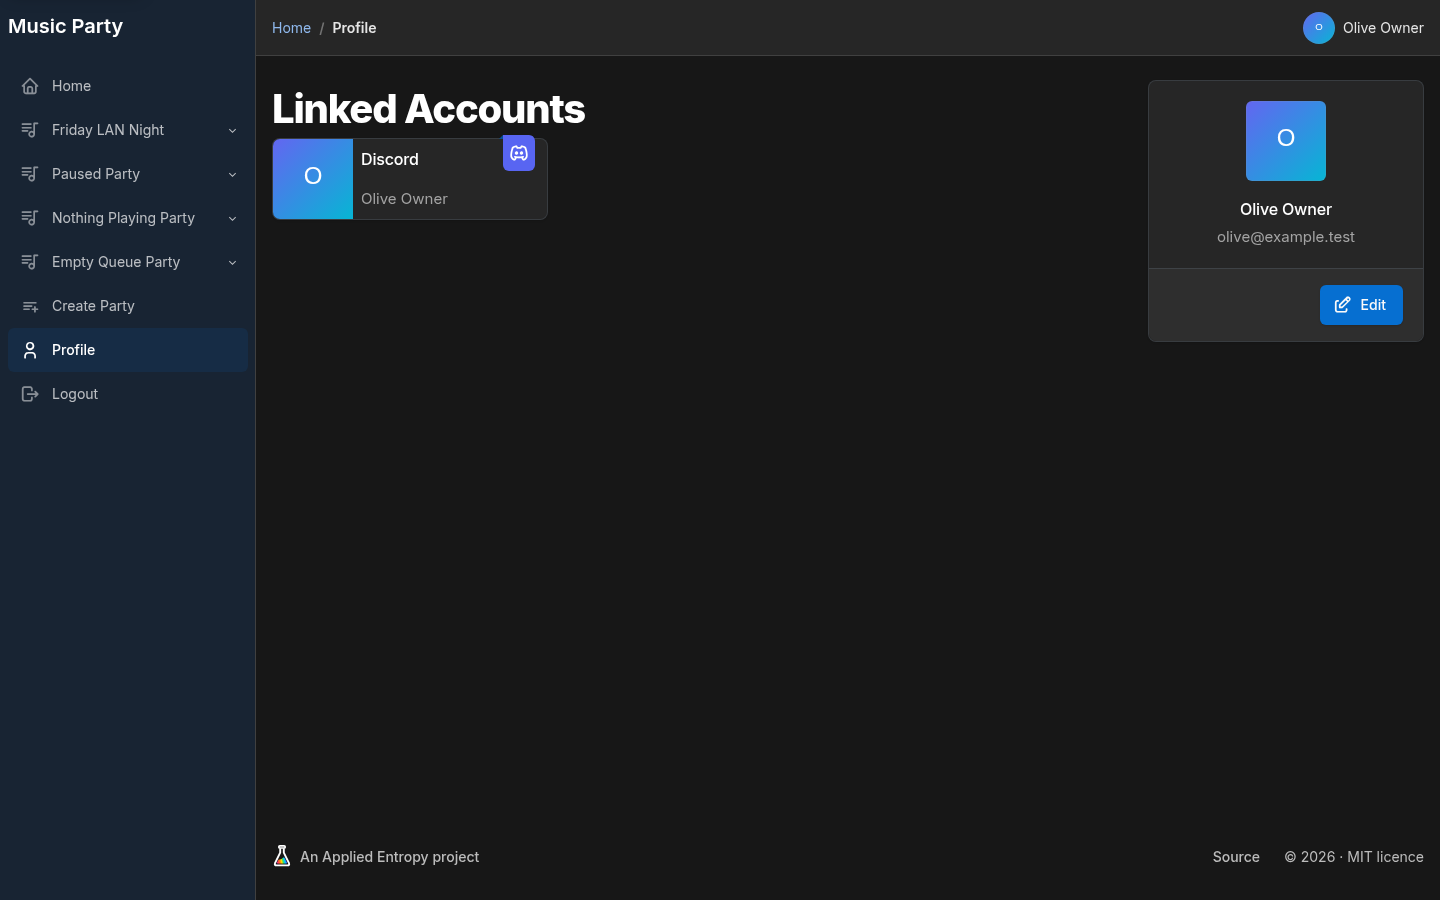 Music Party
Home
Friday LAN Night
Paused Party
Nothing Playing Party
Empty Queue Party
Create Party
Profile
Logout
Home / Profile
O Olive Owner
Linked Accounts
O
Discord
Olive Owner
O
Olive Owner
olive@example.test
Edit
An Applied Entropy project
Source
© 2026 · MIT licence